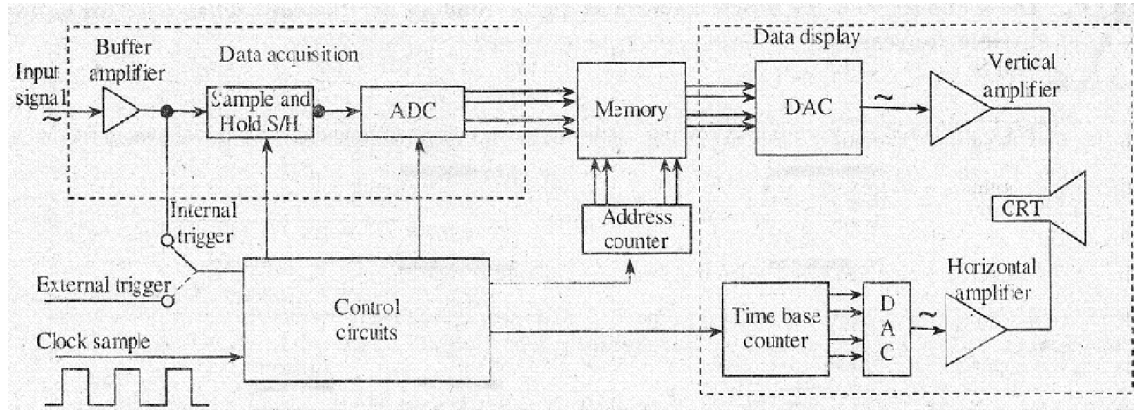 Data display
Buffer
amplifier
Data acquisition
Input
signal
~
Sample and
Hold S/H
ADC
Memory
DAC
~
Vertical
amplifier
CRT
Internal
trigger
Address
counter
External trigger
Horizontal
amplifier
Control
circuits
Time base
counter
D
A
C
~
Clock sample